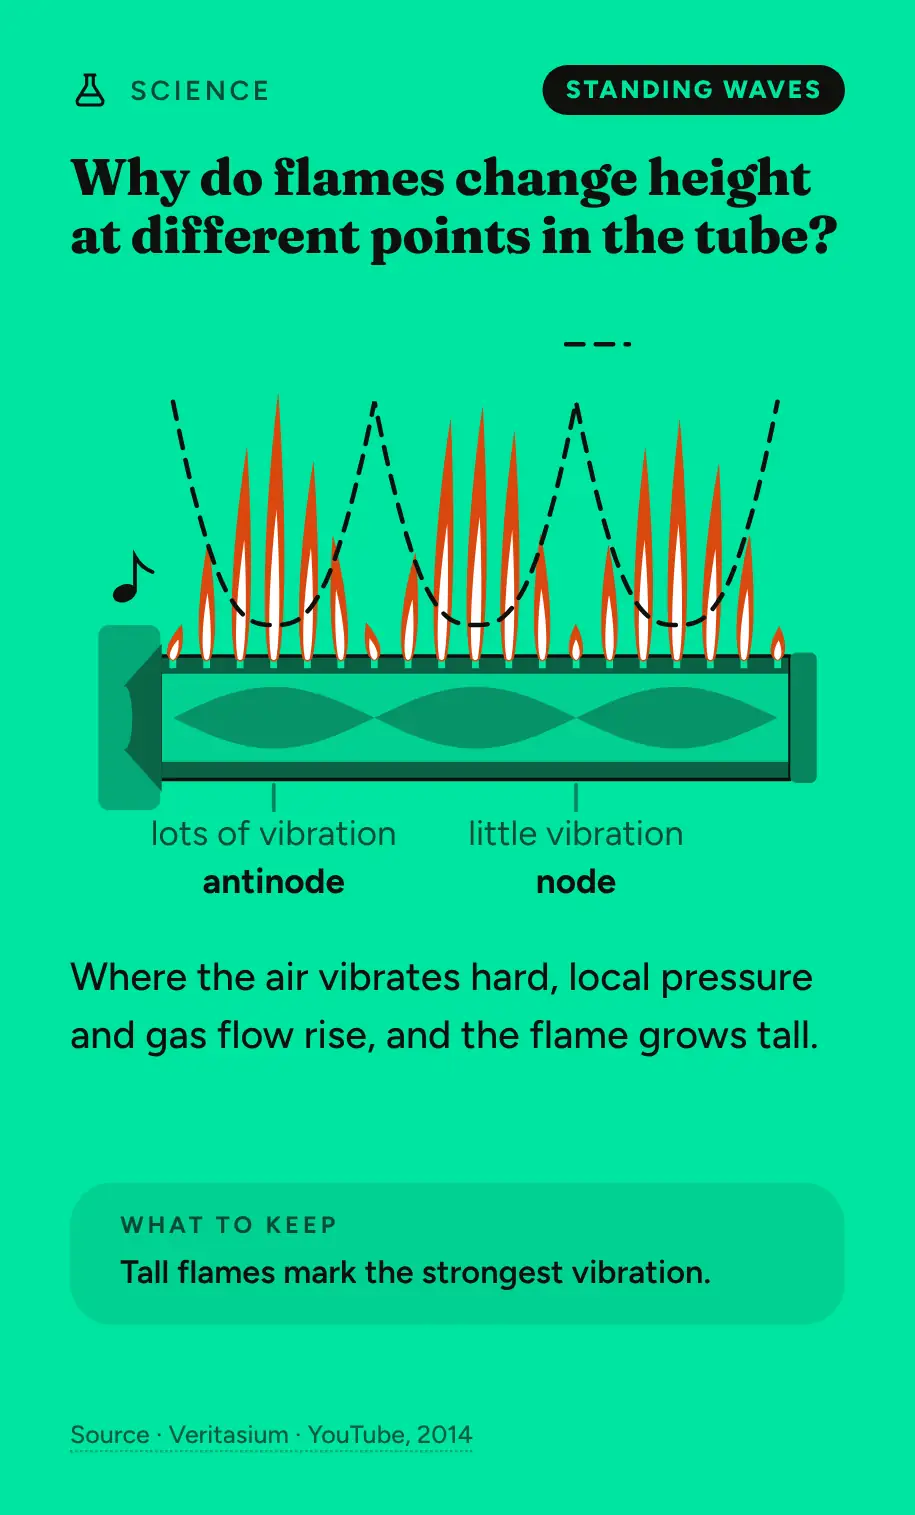 SCIENCE
STANDING WAVES
Why do flames change height
at different points in the tube?
lots of vibration
antinode
little vibration
node
Where the air vibrates hard, local pressure
and gas flow rise, and the flame grows tall.
WHAT TO KEEP
Tall flames mark the strongest vibration.
Source · Veritasium · YouTube, 2014